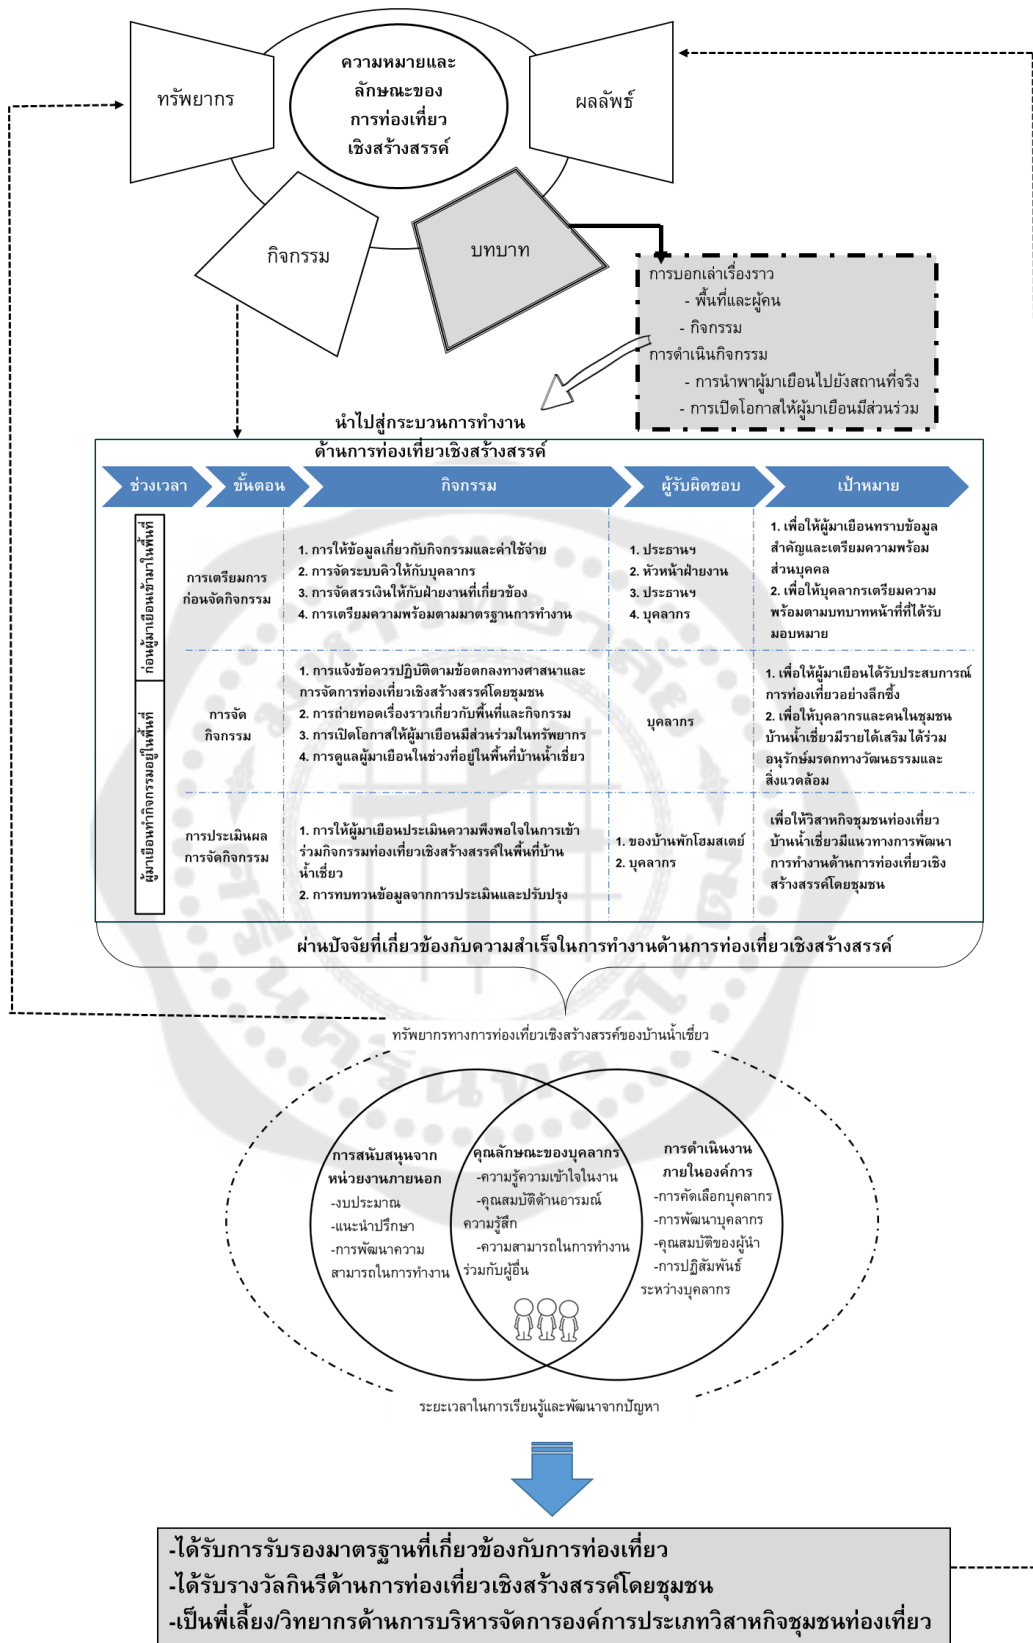 ความหมายและ
ลักษณะของ
การท่องเที่ยว
เชิงสร้างสรรค์
ทรัพยากร
ผลลัพธ์
กิจกรรม
บทบาท
การบอกเล่าเรื่องราว
- พื้นที่และผู้คน
- กิจกรรม
การดำเนินกิจกรรม
- การนำพาผู้มาเยือนไปยังสถานที่จริง
- การเปิดโอกาสให้ผู้มาเยือนมีส่วนร่วม
นำไปสู่กระบวนการทำงาน
ด้านการท่องเที่ยวเชิงสร้างสรรค์
ช่วงเวลา
ขั้นตอน
กิจกรรม
ผู้รับผิดชอบ
เป้าหมาย
ก่อนผู้มาเยือนเข้ามาในพื้นที่
การเตรียมการ
ก่อนจัดกิจกรรม
1. การให้ข้อมูลเกี่ยวกับกิจกรรมและค่าใช้จ่าย
2. การจัดระบบคิวให้กับบุคลากร
3. การจัดสรรเงินให้กับฝ่ายงานที่เกี่ยวข้อง
4. การเตรียมความพร้อมตามมาตรฐานการทำงาน
1. ประธานฯ
2. หัวหน้าฝ่ายงาน
3. ประธานฯ
4. บุคลากร
1. เพื่อให้ผู้มาเยือนทราบข้อมูล
สำคัญและเตรียมความพร้อม
ส่วนบุคคล
2. เพื่อให้บุคลากรเตรียมความ
พร้อมตามบทบาทหน้าที่ที่ได้รับ
มอบหมาย
ผู้มาเยือนทำกิจกรรมอยู่ในพื้นที่
การจัด
กิจกรรม
1. การแจ้งข้อควรปฏิบัติตามข้อตกลงทางศาสนาและ
การจัดการท่องเที่ยวเชิงสร้างสรรค์โดยชุมชน
2. การถ่ายทอดเรื่องราวเกี่ยวกับพื้นที่และกิจกรรม
3. การเปิดโอกาสให้ผู้มาเยือนมีส่วนร่วมในทรัพยากร
4. การดูแลผู้มาเยือนในช่วงที่อยู่ในพื้นที่บ้านน้ำเชี่ยว
บุคลากร
1. เพื่อให้ผู้มาเยือนได้รับประสบการณ์
การท่องเที่ยวอย่างลึกซึ้ง
2. เพื่อให้บุคลากรและคนในชุมชน
บ้านน้ำเชี่ยวมีรายได้เสริม ได้ร่วม
อนุรักษ์มรดกทางวัฒนธรรมและ
สิ่งแวดล้อม
การประเมินผล
การจัดกิจกรรม
1. การให้ผู้มาเยือนประเมินความพึงพอใจในการเข้า
ร่วมกิจกรรมท่องเที่ยวเชิงสร้างสรรค์ในพื้นที่บ้าน
น้ำเชี่ยว
2. การทบทวนข้อมูลจากการประเมินและปรับปรุง
1. ของบ้านพักโฮมสเตย์
2. บุคลากร
เพื่อให้วิสาหกิจชุมชนท่องเที่ยว
บ้านน้ำเชี่ยวมีแนวทางการพัฒนา
การทำงานด้านการท่องเที่ยวเชิง
สร้างสรรค์โดยชุมชน
ผ่านปัจจัยที่เกี่ยวข้องกับความสำเร็จในการทำงานด้านการท่องเที่ยวเชิงสร้างสรรค์
ทรัพยากรทางการท่องเที่ยวเชิงสร้างสรรค์ของบ้านน้ำเชี่ยว
การสนับสนุนจาก
หน่วยงานภายนอก
-งบประมาณ
-แนะนำปรึกษา
-การพัฒนาความ
สามารถในการทำงาน
คุณลักษณะของบุคลากร
-ความรู้ความเข้าใจในงาน
-คุณสมบัติด้านอารมณ์
ความรู้สึก
-ความสามารถในการทำงาน
ร่วมกับผู้อื่น
การดำเนินงาน
ภายในองค์การ
-การคัดเลือกบุคลากร
-การพัฒนาบุคลากร
-คุณสมบัติของผู้นำ
-การปฏิสัมพันธ์
ระหว่างบุคลากร
ระยะเวลาในการเรียนรู้และพัฒนาจากปัญหา
-ได้รับการรับรองมาตรฐานที่เกี่ยวข้องกับการท่องเที่ยว
-ได้รับรางวัลกินรีด้านการท่องเที่ยวเชิงสร้างสรรค์โดยชุมชน
-เป็นพี่เลี้ยง/วิทยากรด้านการบริหารจัดการองค์การประเภทวิสาหกิจชุมชนท่องเที่ยว